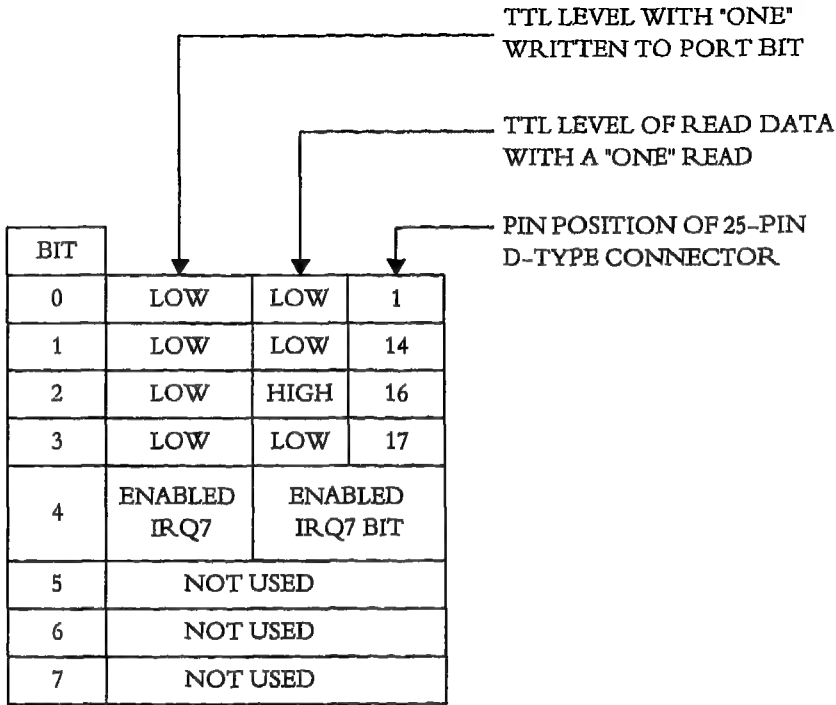 TTL LEVEL WITH "ONE"
WRITTEN TO PORT BIT
TTL LEVEL OF READ DATA
WITH A "ONE" READ
PIN POSITION OF 25-PIN
D-TYPE CONNECTOR
BIT
0 LOW LOW 1
1 LOW LOW 14
2 LOW HIGH 16
3 LOW LOW 17
4 ENABLED IRQ7 ENABLED IRQ7 BIT
5 NOT USED
6 NOT USED
7 NOT USED